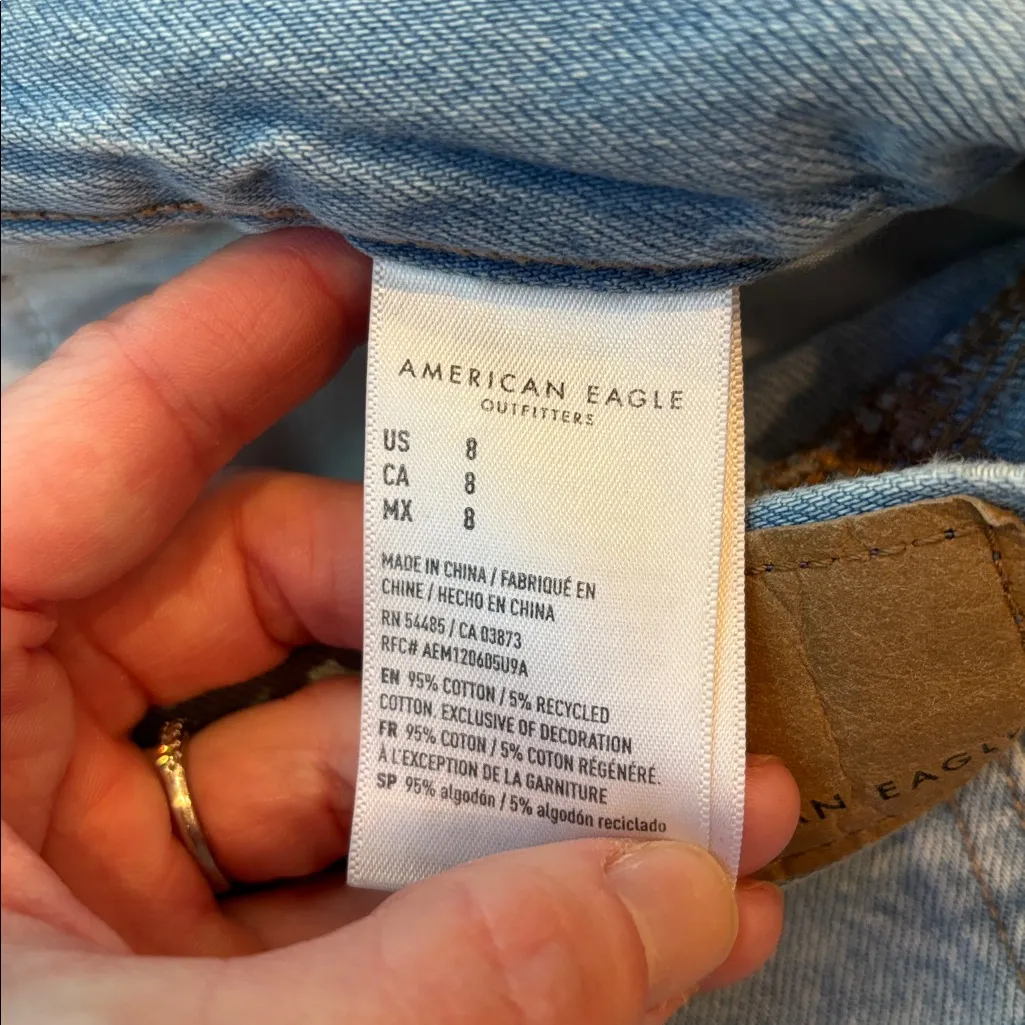 AMERICAN EAGLE
OUTFITTERS
US 8
CA 8
MX 8
MADE IN CHINA / FABRIQUÉ EN
CHINE / HECHO EN CHINA
RN 54485 / CA 03873
RFC# AEM120605U9A
EN 95% COTTON / 5% RECYCLED
COTTON. EXCLUSIVE OF DECORATION
FR 95% COTON / 5% COTON RÉGÉNÉRÉ.
À L'EXCEPTION DE LA GARNITURE
SP 95% algodón / 5% algodón reciclado
AN EAGL